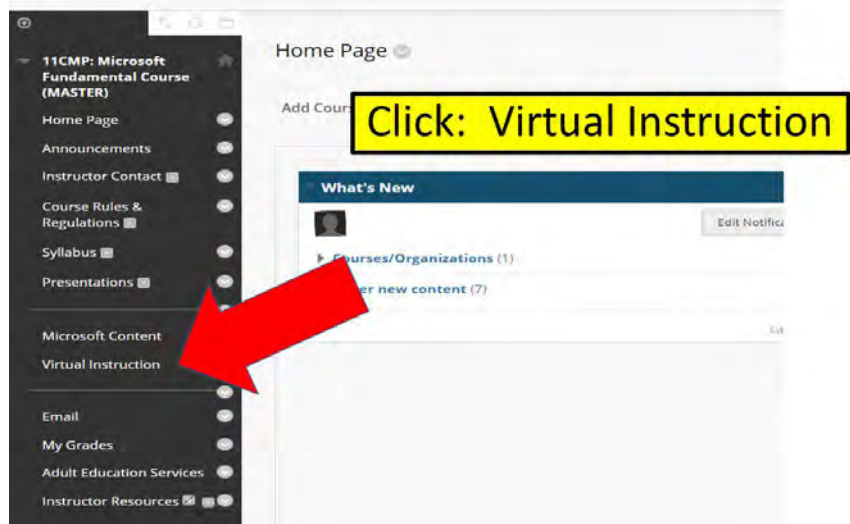 11CMP: Microsoft
Fundamental Course
(MASTER)
Home Page
Announcements
Instructor Contact
Course Rules &
Regulations
Syllabus
Presentations
Microsoft Content
Virtual Instruction
Email
My Grades
Adult Education Services
Instructor Resources
Home Page
Add Cour
Click: Virtual Instruction
What's New
Edit Notifica
Courses/Organizations (1)
er new content (7)